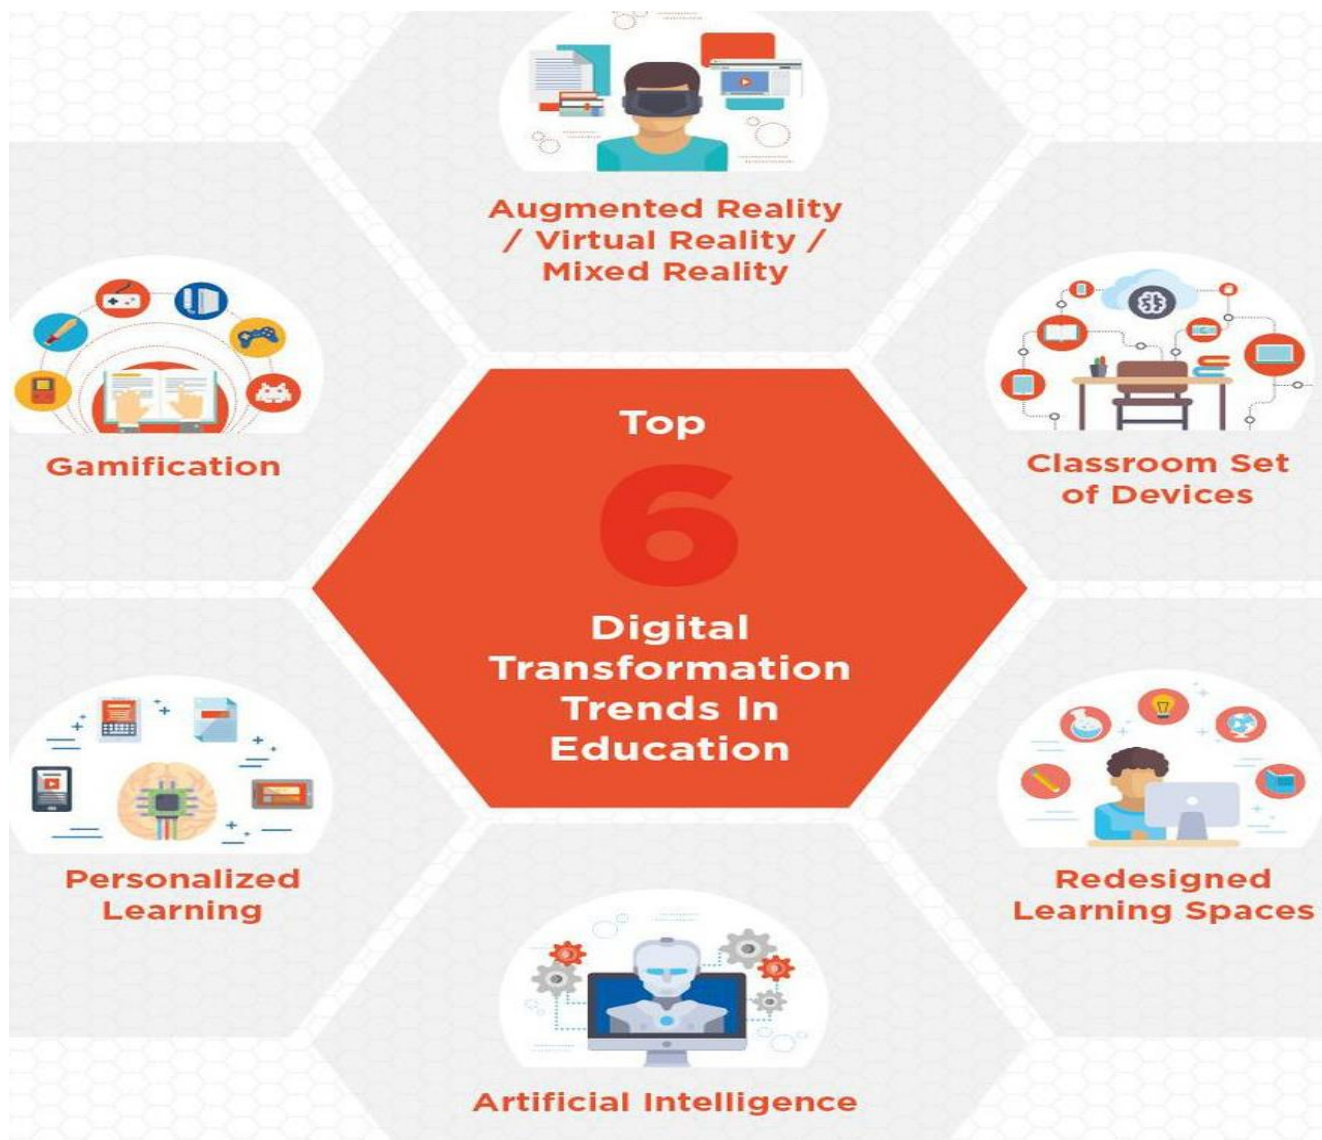 Augmented Reality
/ Virtual Reality /
Mixed Reality
Gamification
Classroom Set
of Devices
Top
6
Digital
Transformation
Trends In
Education
Personalized
Learning
Redesigned
Learning Spaces
Artificial Intelligence